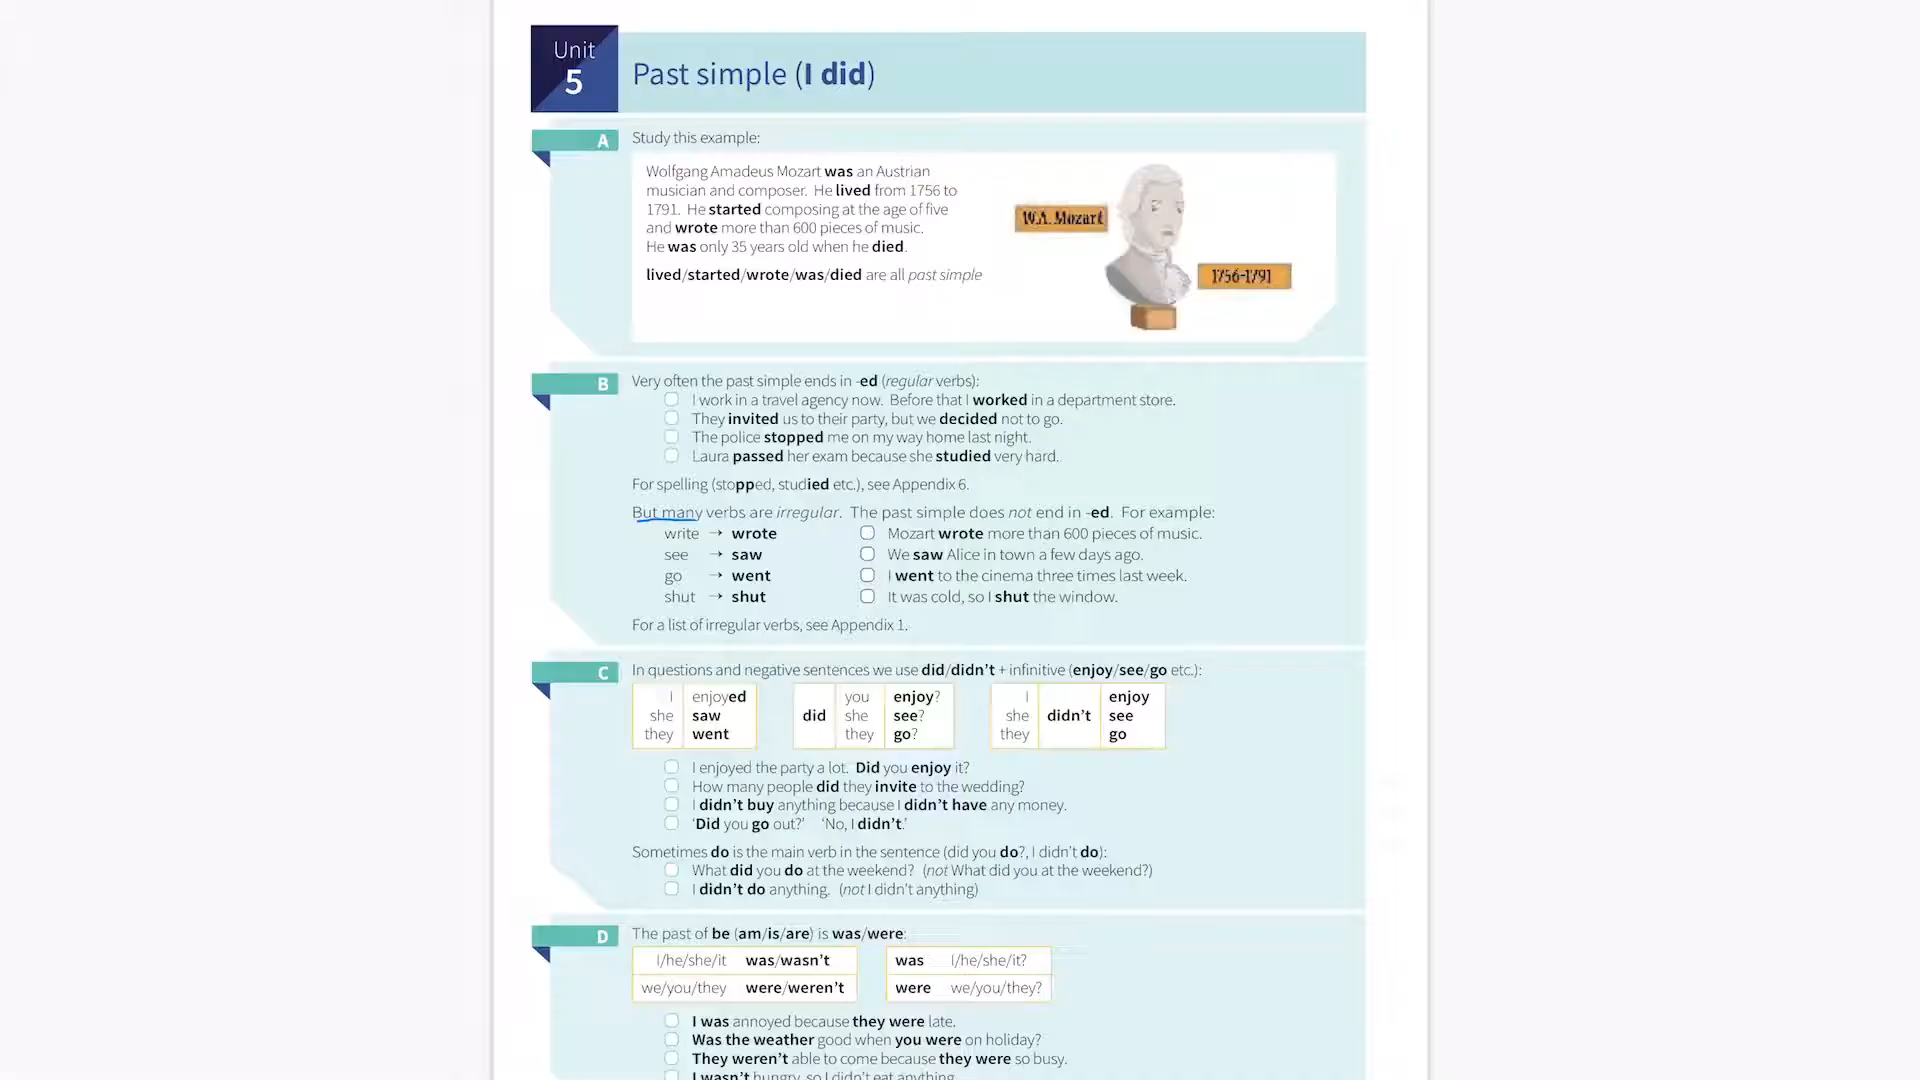 Unit
5
Past simple (I did)
A
Study this example:
Wolfgang Amadeus Mozart was an Austrian
musician and composer. He lived from 1756 to
1791. He started composing at the age of five
and wrote more than 600 pieces of music.
He was only 35 years old when he died.
lived/started/wrote/was/died are all past simple
W.A. Mozart
1756-1791
B
Very often the past simple ends in -ed (regular verbs):
I work in a travel agency now. Before that I worked in a department store.
They invited us to their party, but we decided not to go.
The police stopped me on my way home last night.
Laura passed her exam because she studied very hard.
For spelling (stopped, studied etc.), see Appendix 6.
But many verbs are irregular. The past simple does not end in -ed. For example:
write → wrote Mozart wrote more than 600 pieces of music.
see → saw We saw Alice in town a few days ago.
go → went I went to the cinema three times last week.
shut → shut It was cold, so I shut the window.
For a list of irregular verbs, see Appendix 1.
C
In questions and negative sentences we use did/didn't + infinitive (enjoy/see/go etc.):
I enjoyed you enjoy? I enjoy
she saw did she see? she didn't see
they went they go? they go
I enjoyed the party a lot. Did you enjoy it?
How many people did they invite to the wedding?
I didn't buy anything because I didn't have any money.
'Did you go out?' 'No, I didn't.'
Sometimes do is the main verb in the sentence (did you do?, I didn't do):
What did you do at the weekend? (not What did you at the weekend?)
I didn't do anything. (not I didn't anything)
D
The past of be (am/is/are) is was/were:
I/he/she/it was/wasn't was I/he/she/it?
we/you/they were/weren't were we/you/they?
I was annoyed because they were late.
Was the weather good when you were on holiday?
They weren't able to come because they were so busy.
I wasn't hungry, so I didn't eat anything.